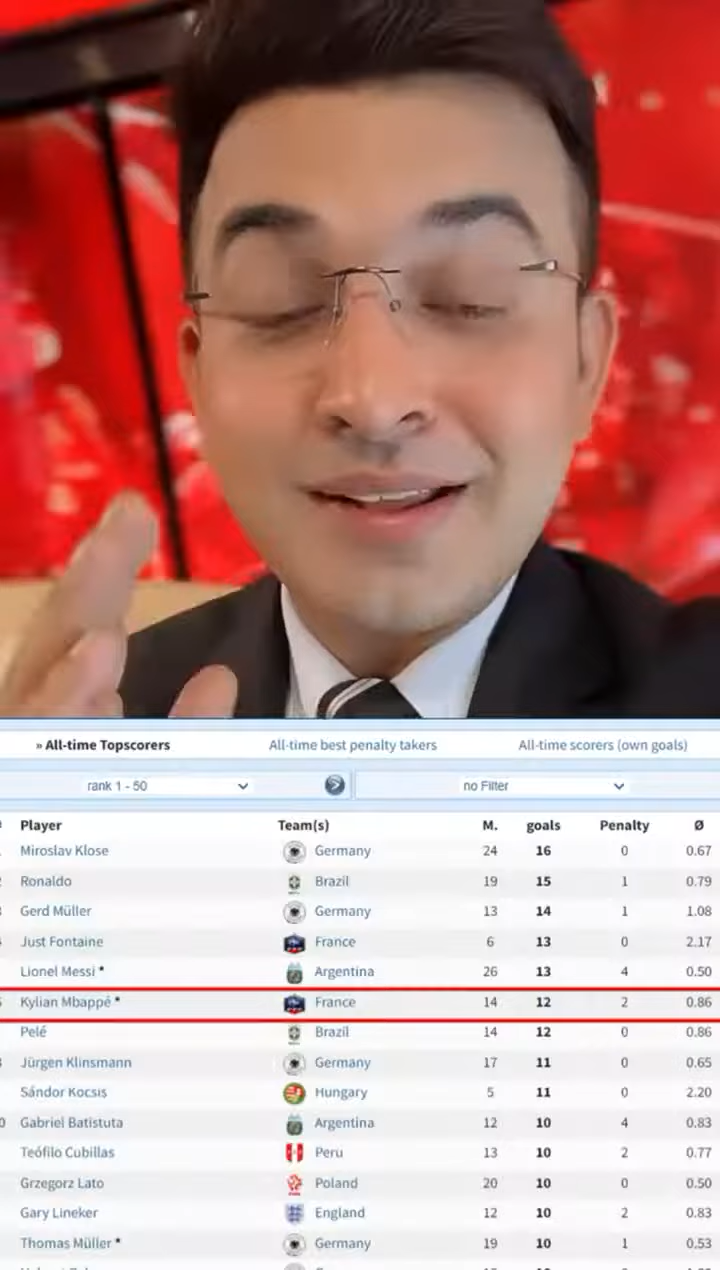 » All-time Topscorers All-time best penalty takers All-time scorers (own goals)
rank 1 - 50 no Filter
Player Team(s) M. goals Penalty Ø
Miroslav Klose Germany 24 16 0 0.67
Ronaldo Brazil 19 15 1 0.79
Gerd Müller Germany 13 14 1 1.08
Just Fontaine France 6 13 0 2.17
Lionel Messi * Argentina 26 13 4 0.50
Kylian Mbappé * France 14 12 2 0.86
Pelé Brazil 14 12 0 0.86
Jürgen Klinsmann Germany 17 11 0 0.65
Sándor Kocsis Hungary 5 11 0 2.20
Gabriel Batistuta Argentina 12 10 4 0.83
Teófilo Cubillas Peru 13 10 2 0.77
Grzegorz Lato Poland 20 10 0 0.50
Gary Lineker England 12 10 2 0.83
Thomas Müller * Germany 19 10 1 0.53